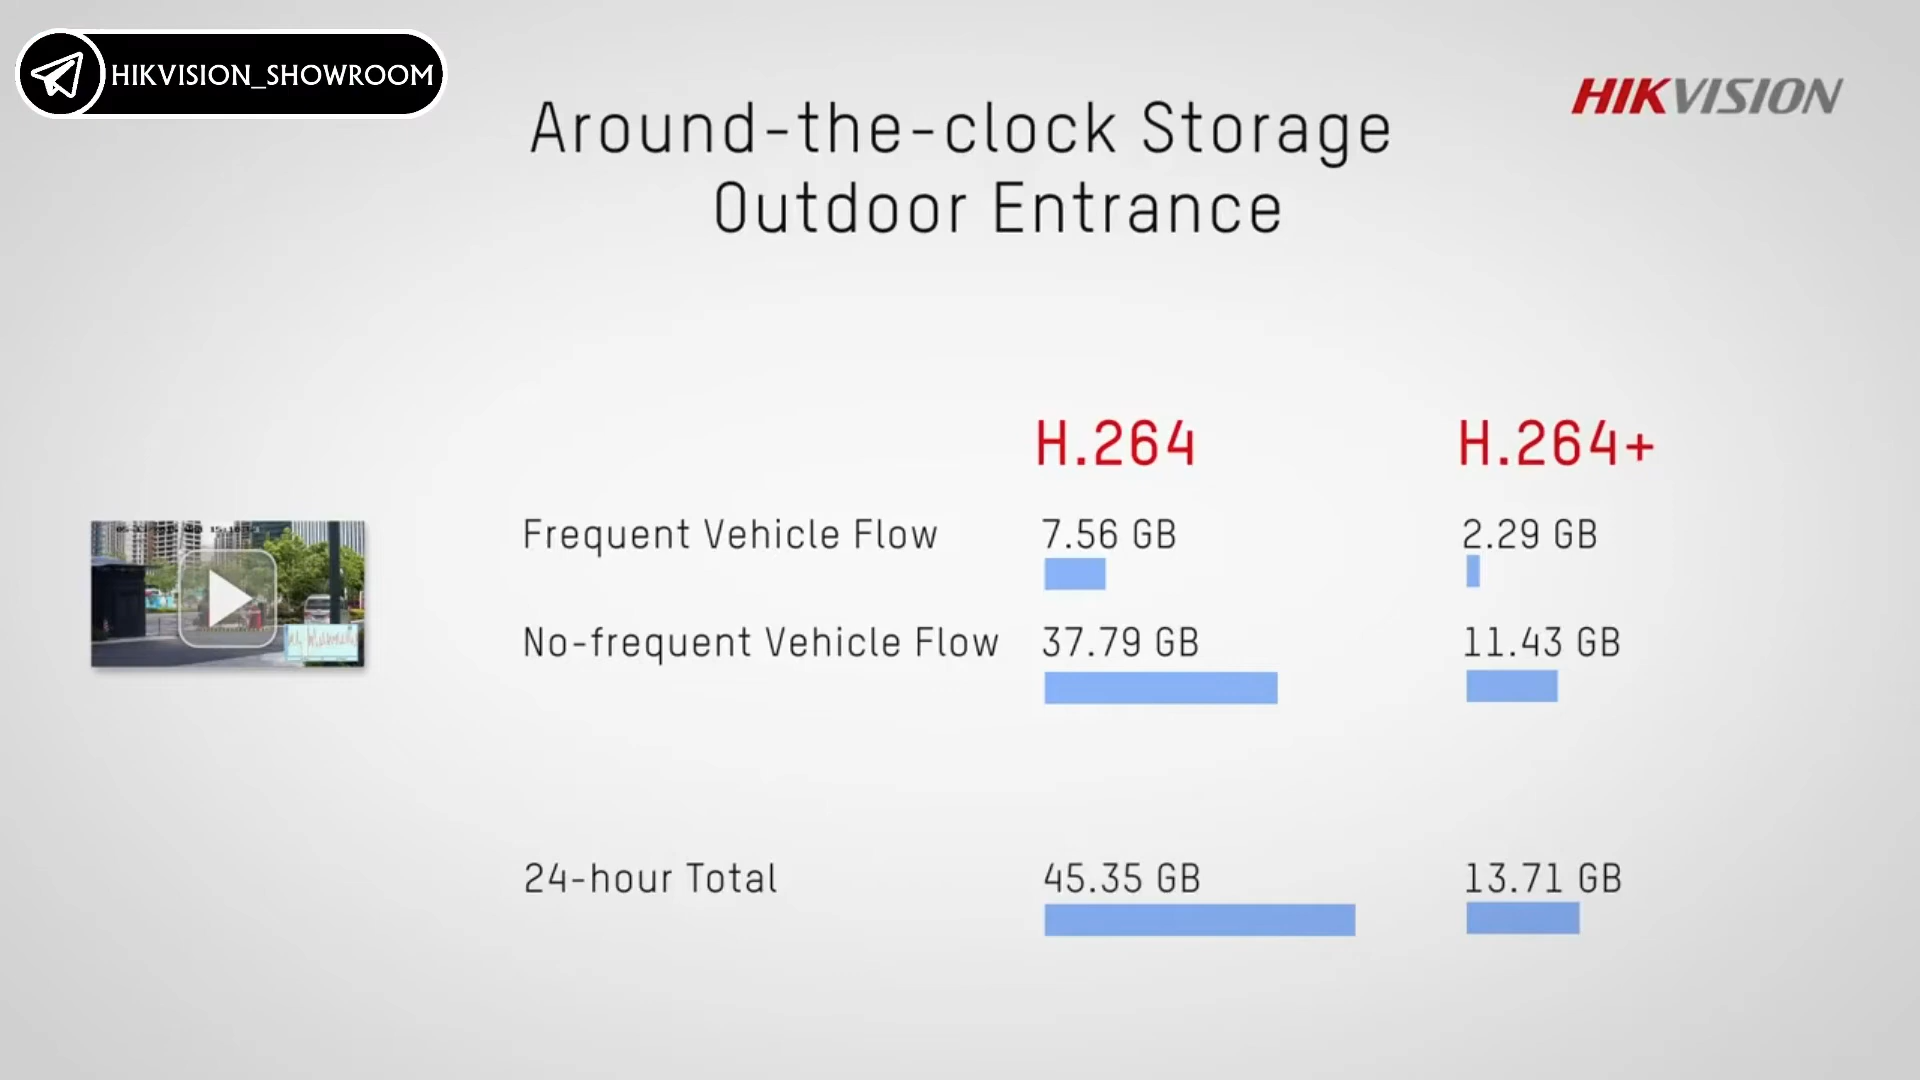 HIKVISION_SHOWROOM
HIKVISION
Around-the-clock Storage
Outdoor Entrance
H.264 H.264+
Frequent Vehicle Flow 7.56 GB 2.29 GB
No-frequent Vehicle Flow 37.79 GB 11.43 GB
24-hour Total 45.35 GB 13.71 GB